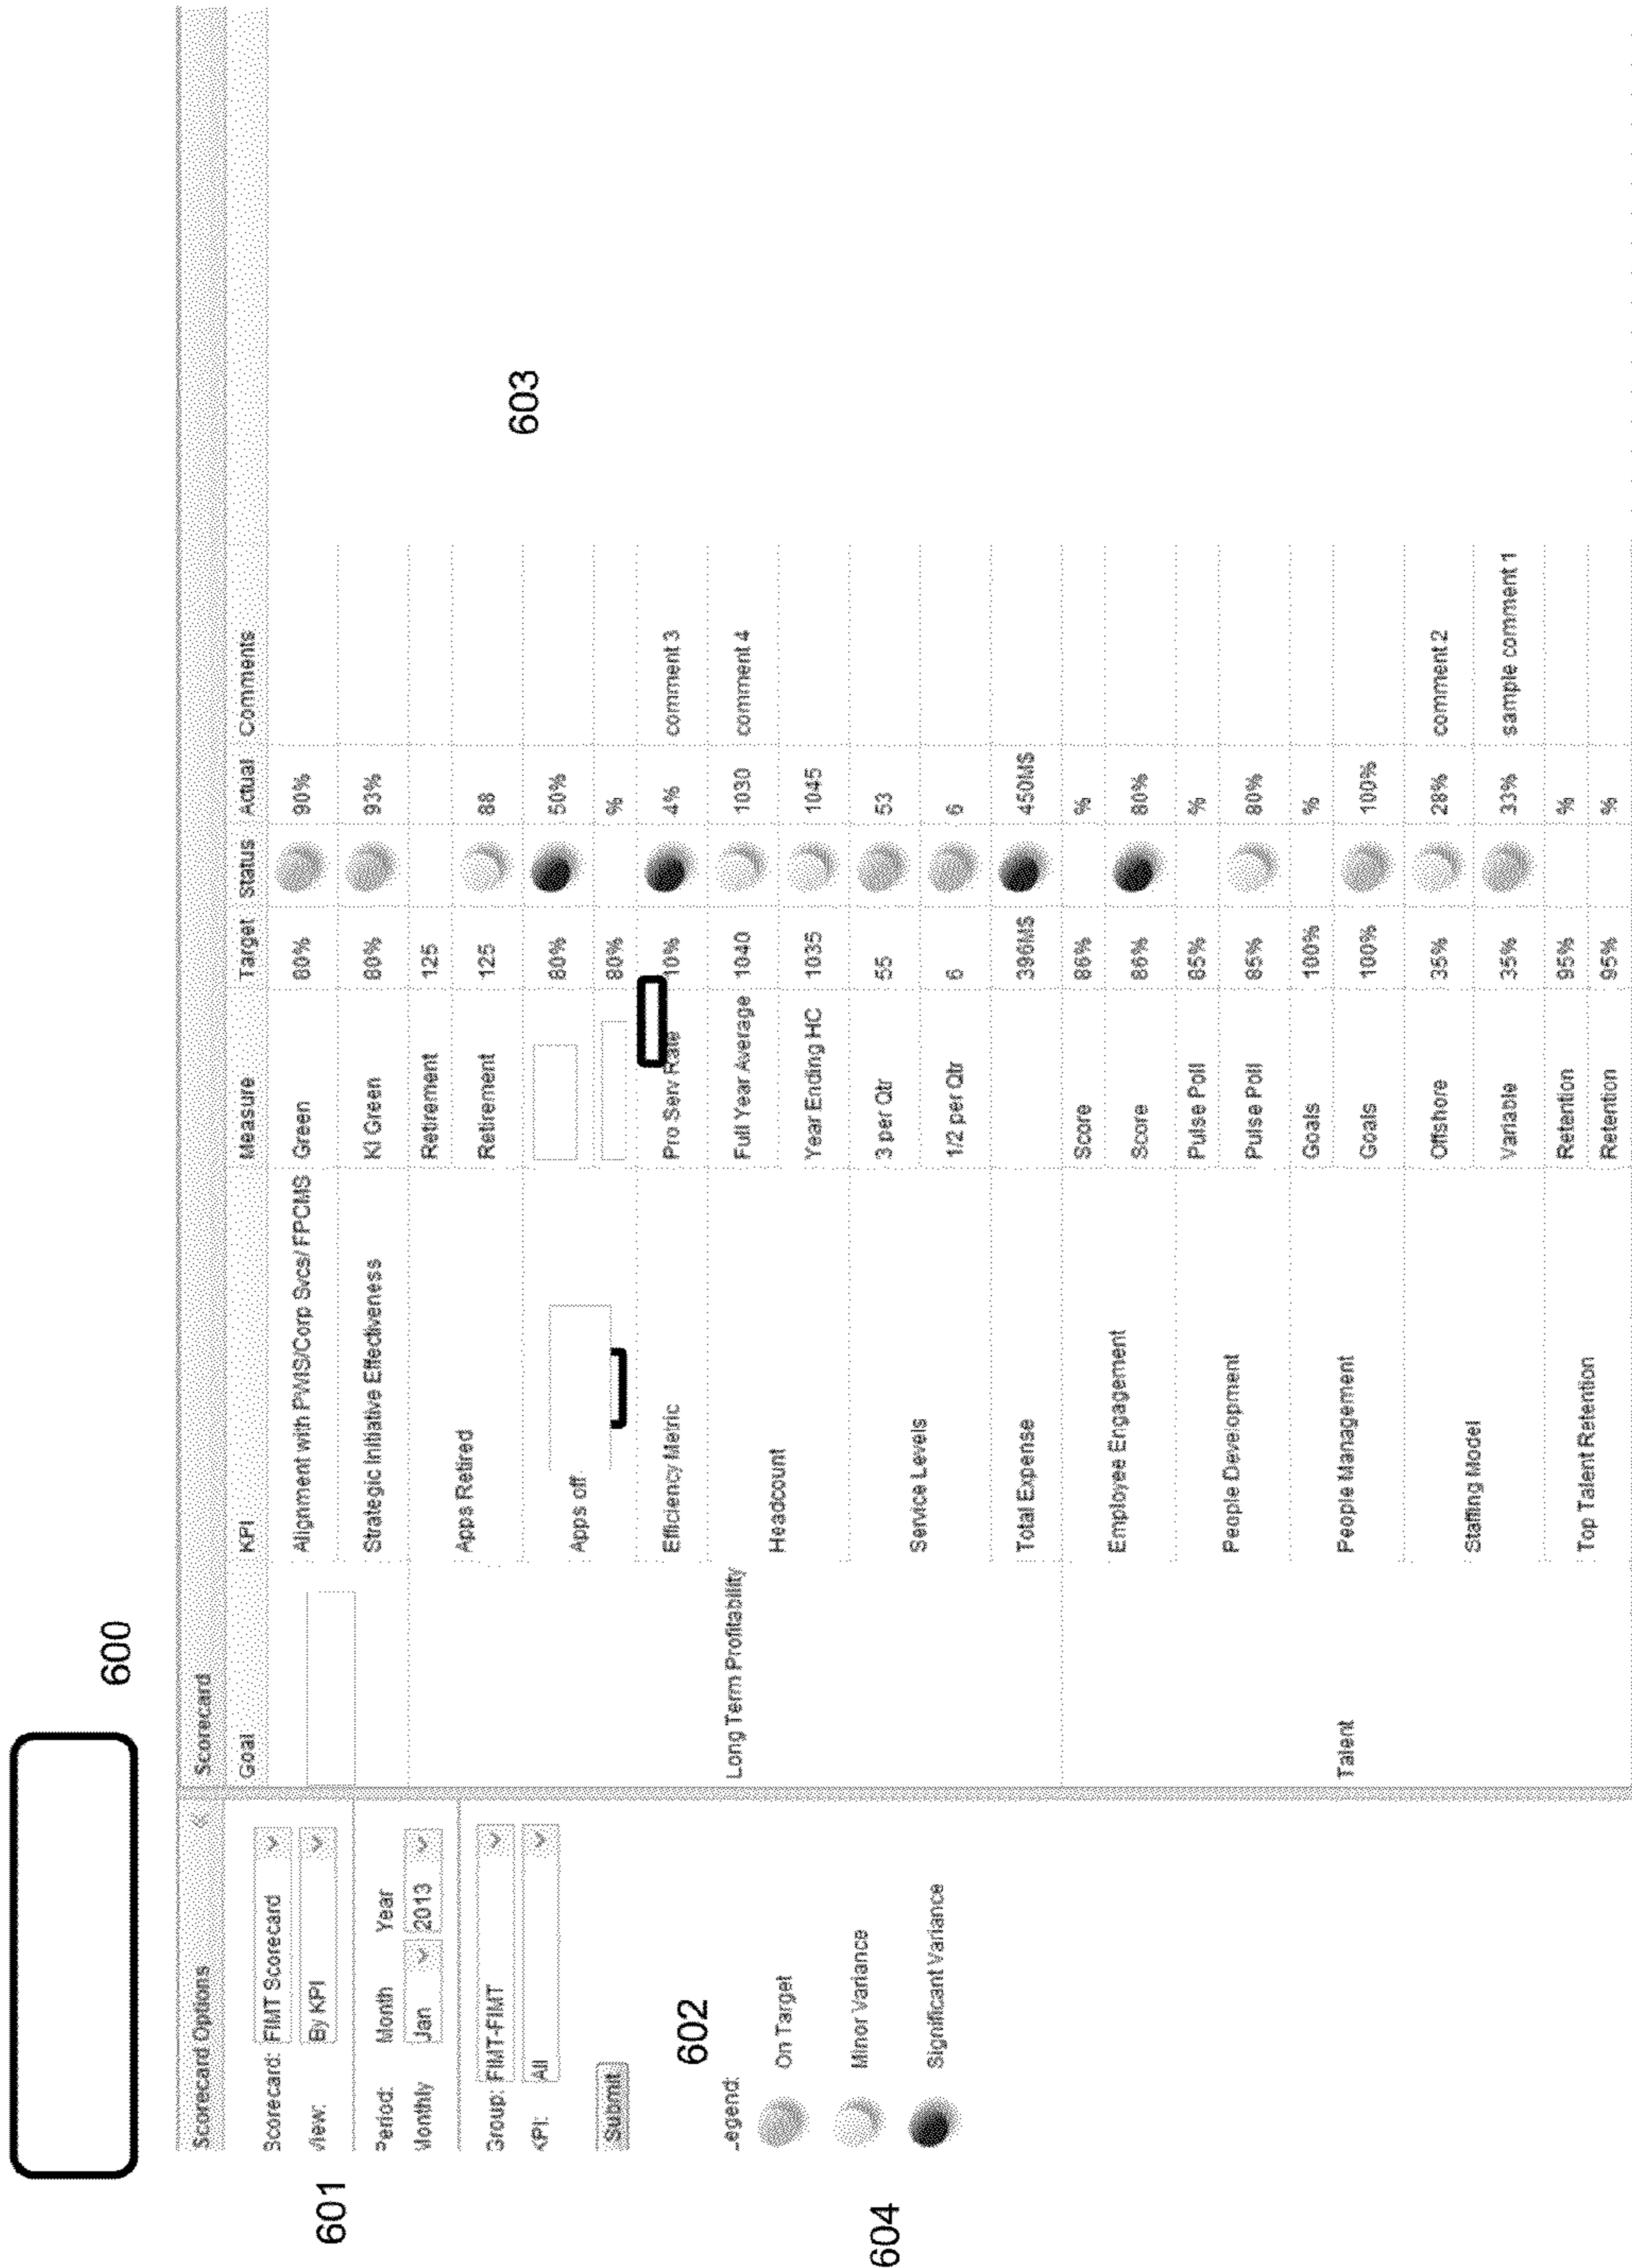 600
Scorecard Options «
Scorecard: FIMT Scorecard
View: By KPI
Period: Month Year
Monthly Jan 2013
Group: FIMT-FIMT
KPI: All
Submit
601
602
Legend:
On Target
Minor Variance
Significant Variance
604
Scorecard
Goal KPI Measure Target Status Actual Comments
Alignment with PWIS/Corp Svcs/ FPCMS Green 80% 90%
Strategic Initiative Effectiveness KI Green 80% 93%
Apps Retired Retirement 125
Retirement 125 88
Apps off 80% 50%
80% %
Long Term Profitability Efficiency Metric Pro Serv Rate 10% 4% comment 3
Headcount Full Year Average 1040 1030 comment 4
Year Ending HC 1035 1045
Service Levels 3 per Qtr 55 53
1/2 per Qtr 6 6
Total Expense 396MS 450MS
Talent Employee Engagement Score 86% %
Score 86% 80%
People Development Pulse Poll 85% %
Pulse Poll 85% 80%
People Management Goals 100% %
Goals 100% 100%
Staffing Model Offshore 35% 28% comment 2
Variable 35% 33% sample comment 1
Top Talent Retention Retention 95% %
Retention 95% %
603